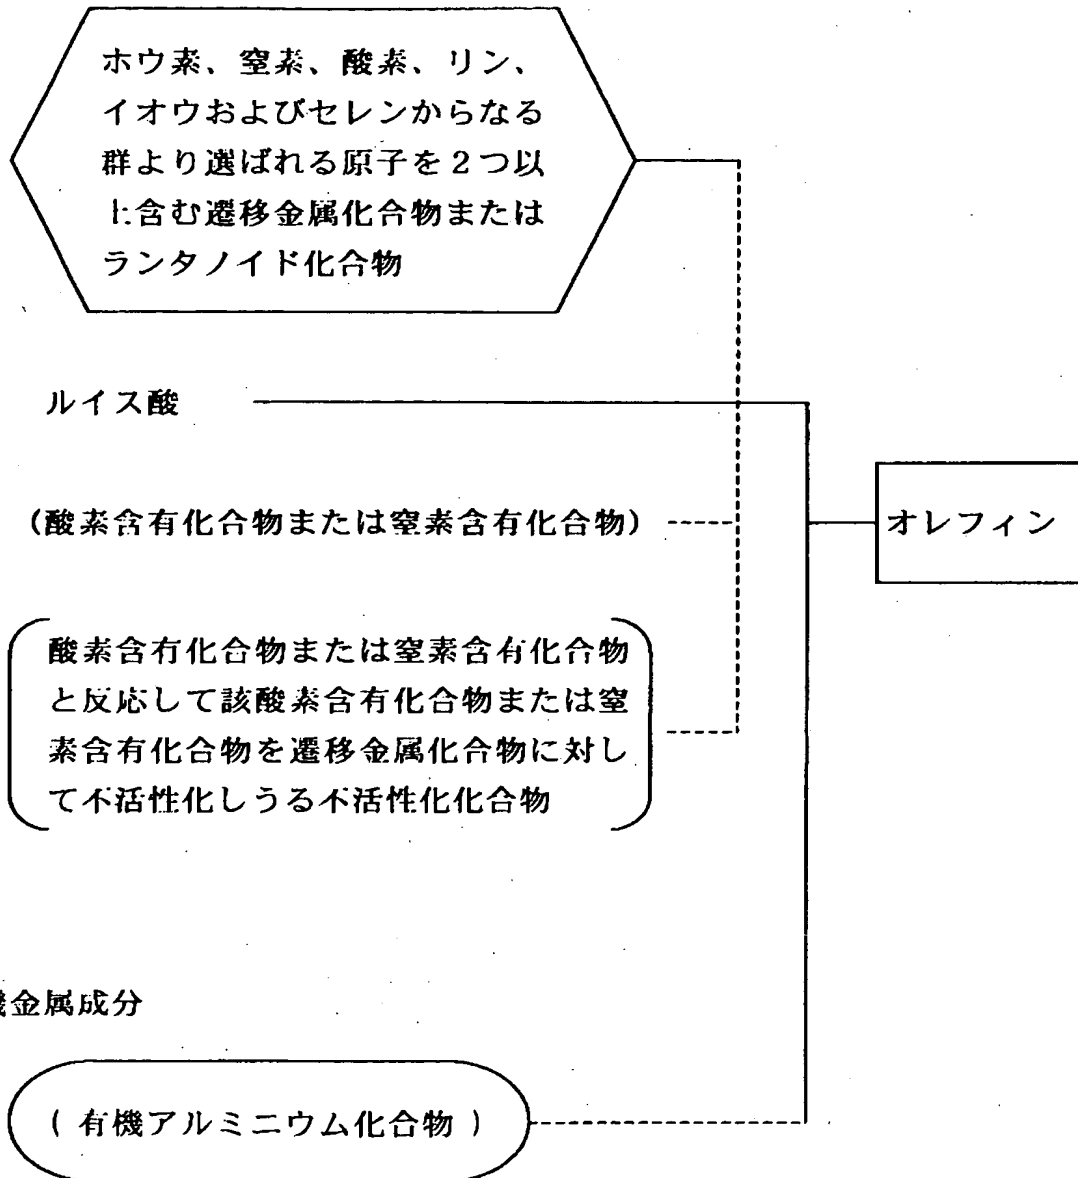 ホウ素、窒素、酸素、リン、
イオウおよびセレンからなる
群より選ばれる原子を２つ以
上含む遷移金属化合物または
ランタノイド化合物
ルイス酸
(酸素含有化合物または窒素含有化合物)
オレフィン
酸素含有化合物または窒素含有化合物
と反応して該酸素含有化合物または窒
素含有化合物を遷移金属化合物に対し
て不活性化しうる不活性化化合物
機金属成分
(有機アルミニウム化合物)